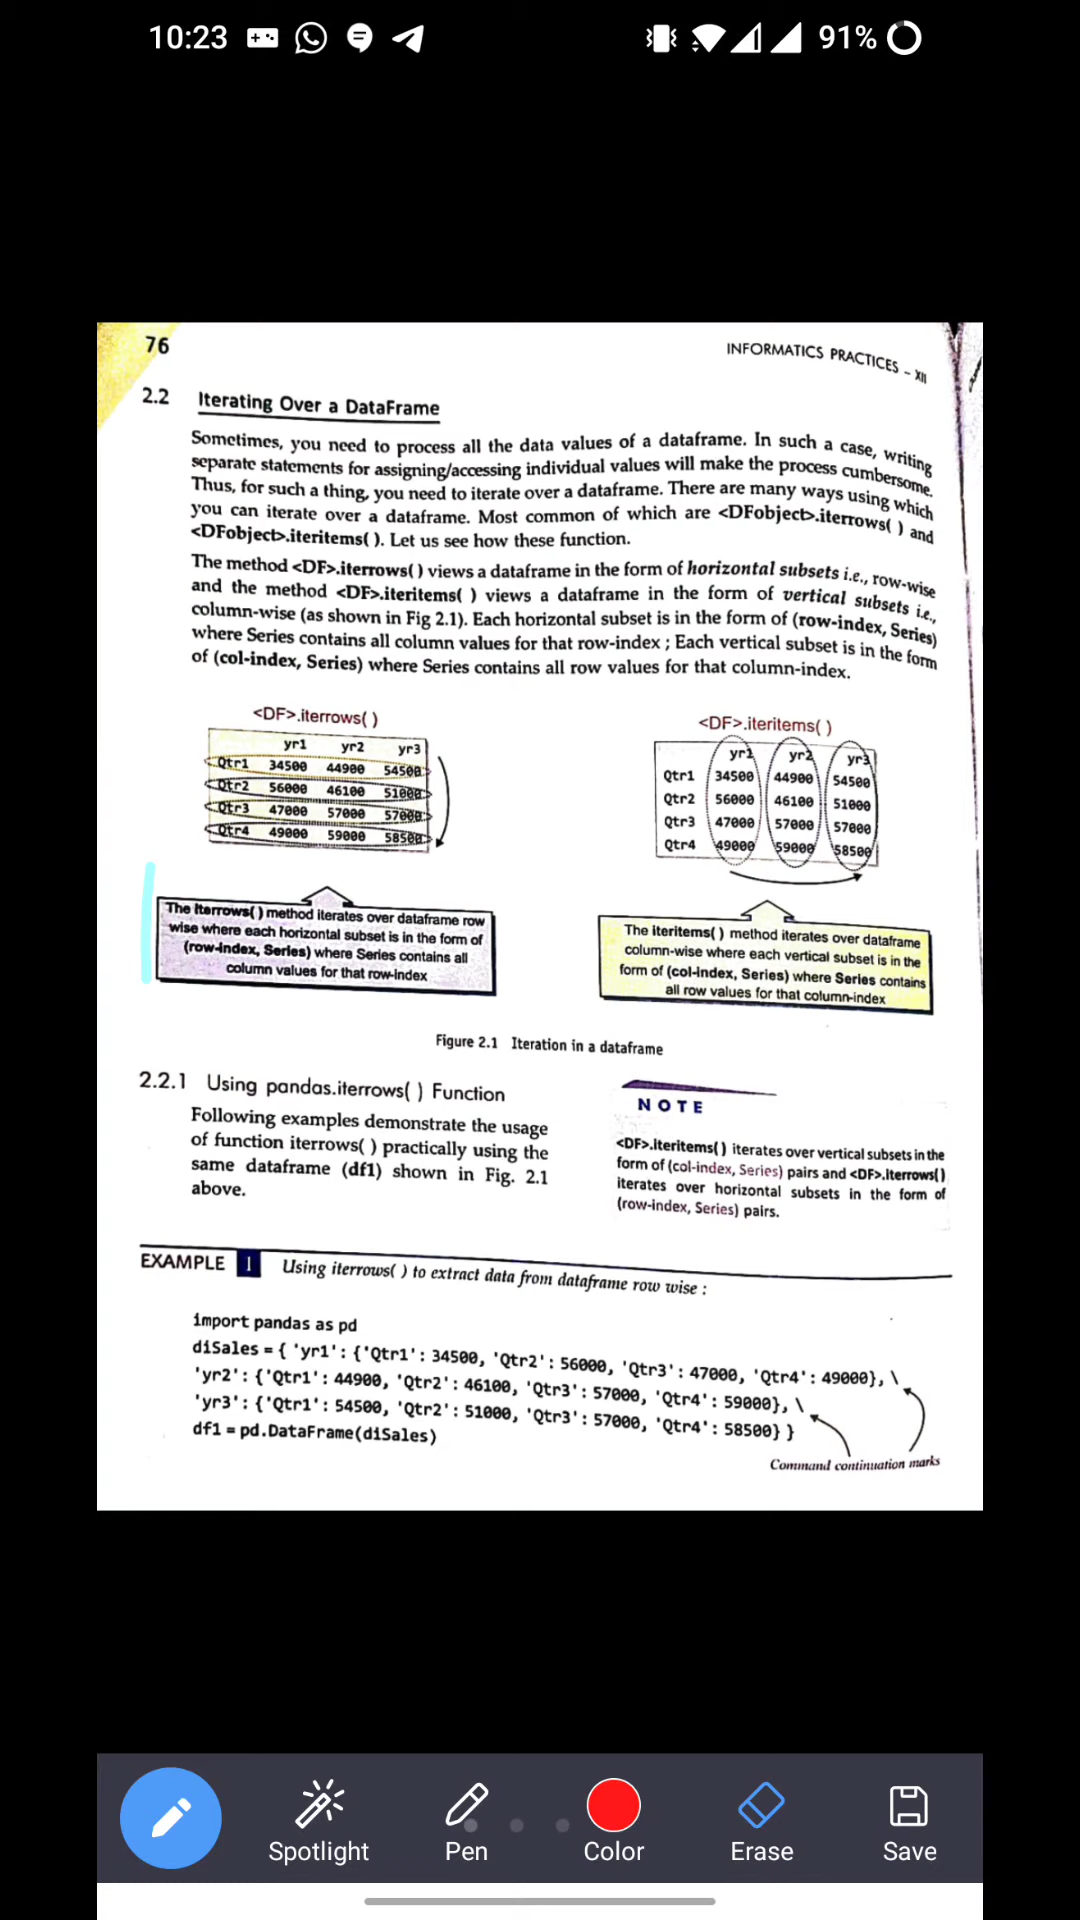 10:23
91%
76
INFORMATICS PRACTICES – XII
2.2 Iterating Over a DataFrame
Sometimes, you need to process all the data values of a dataframe. In such a case, writing
separate statements for assigning/accessing individual values will make the process cumbersome.
Thus, for such a thing, you need to iterate over a dataframe. There are many ways using which
you can iterate over a dataframe. Most common of which are <DFobject>.iterrows( ) and
<DFobject>.iteritems( ). Let us see how these function.
The method <DF>.iterrows( ) views a dataframe in the form of horizontal subsets i.e., row-wise
and the method <DF>.iteritems( ) views a dataframe in the form of vertical subsets i.e.,
column-wise (as shown in Fig 2.1). Each horizontal subset is in the form of (row-index, Series)
where Series contains all column values for that row-index ; Each vertical subset is in the form
of (col-index, Series) where Series contains all row values for that column-index.
<DF>.iterrows( )
yr1 yr2 yr3
Qtr1 34500 44900 54500
Qtr2 56000 46100 51000
Qtr3 47000 57000 57000
Qtr4 49000 59000 58500
The Iterrows( ) method iterates over dataframe row
wise where each horizontal subset is in the form of
(row-index, Series) where Series contains all
column values for that row-index
<DF>.iteritems( )
yr1 yr2 yr3
Qtr1 34500 44900 54500
Qtr2 56000 46100 51000
Qtr3 47000 57000 57000
Qtr4 49000 59000 58500
The iteritems( ) method iterates over dataframe
column-wise where each vertical subset is in the
form of (col-index, Series) where Series contains
all row values for that column-index
Figure 2.1 Iteration in a dataframe
2.2.1 Using pandas.iterrows( ) Function
Following examples demonstrate the usage
of function iterrows( ) practically using the
same dataframe (df1) shown in Fig. 2.1
above.
NOTE
<DF>.iteritems( ) iterates over vertical subsets in the
form of (col-index, Series) pairs and <DF>.iterrows( )
iterates over horizontal subsets in the form of
(row-index, Series) pairs.
EXAMPLE 1 Using iterrows( ) to extract data from dataframe row wise :
import pandas as pd
diSales = { 'yr1' : {'Qtr1' : 34500, 'Qtr2' : 56000, 'Qtr3' : 47000, 'Qtr4' : 49000}, \
'yr2' : {'Qtr1' : 44900, 'Qtr2' : 46100, 'Qtr3' : 57000, 'Qtr4' : 59000}, \
'yr3' : {'Qtr1' : 54500, 'Qtr2' : 51000, 'Qtr3' : 57000, 'Qtr4' : 58500} }
df1 = pd.DataFrame(diSales)
Command continuation marks
Spotlight Pen Color Erase Save